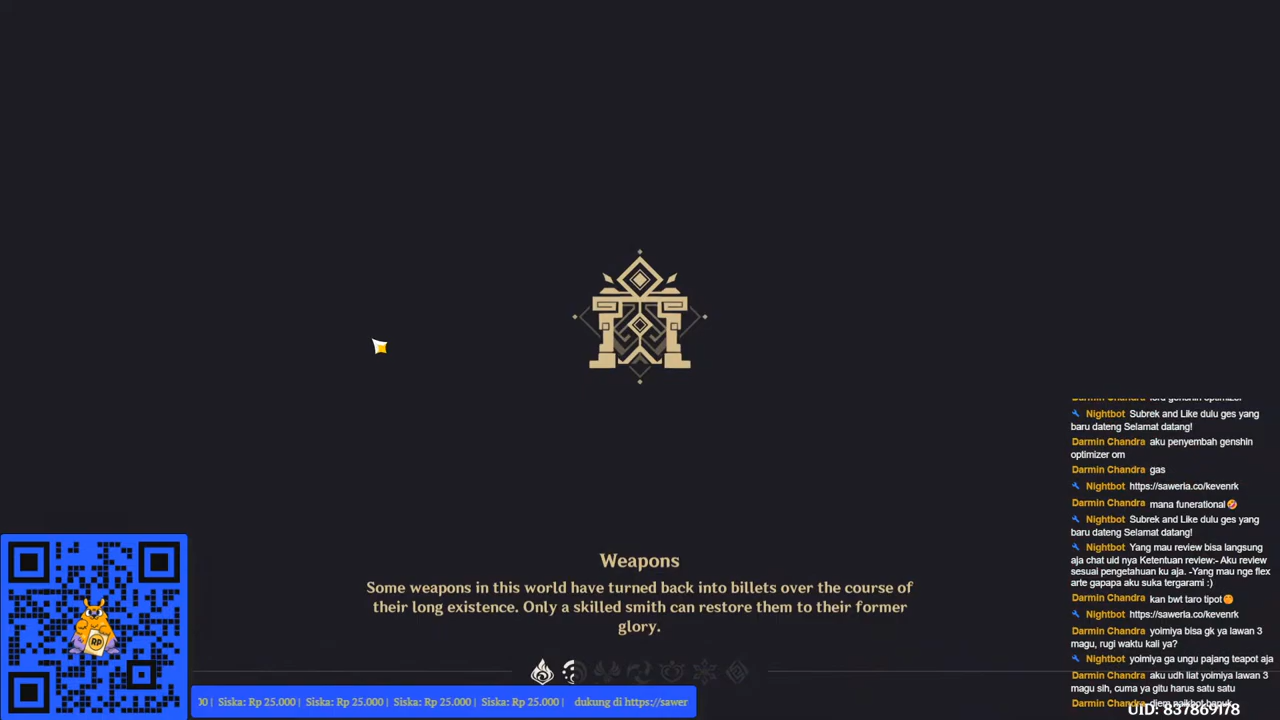 Nightbot Subrek and Like dulu ges yang
baru dateng Selamat datang!
Darmin Chandra aku penyembah genshin
optimizer om
Darmin Chandra gas
Nightbot https://saweria.co/kevenrk
Darmin Chandra mana funerational🤣
Nightbot Subrek and Like dulu ges yang
baru dateng Selamat datang!
Nightbot Yang mau review bisa langsung
aja chat uid nya Ketentuan review:- Aku review
sesuai pengetahuan ku aja. -Yang mau nge flex
arte gapapa aku suka tergarami :)
Darmin Chandra kan bwt taro tipot
Nightbot https://saweria.co/kevenrk
Darmin Chandra yoimiya bisa gk ya lawan 3
magu, rugi waktu kali ya?
Nightbot yoimiya ga ungu pajang teapot aja
Darmin Chandra aku udh liat yoimiya lawan 3
magu sih, cuma ya gitu harus satu satu
Darmin Chandra
UID: 837869178
Weapons
Some weapons in this world have turned back into billets over the course of
their long existence. Only a skilled smith can restore them to their former
glory.
RP
00 | Siska: Rp 25.000 | Siska: Rp 25.000 | Siska: Rp 25.000 | Siska: Rp 25.000 | dukung di https://sawer